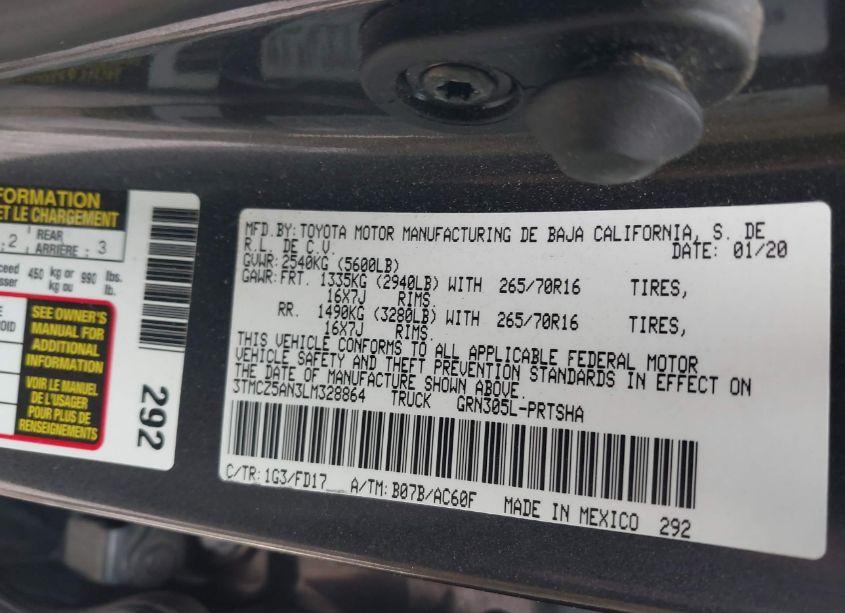 FORMATION
ET LE CHARGEMENT
: 2 REAR ARRIÈRE : 3
450 kg or kg ou 990 lbs. lb.
SEE OWNER'S
MANUAL FOR
ADDITIONAL
INFORMATION
VOIR LE MANUEL
DE L'USAGER
POUR PLUS DE
RENSEIGNEMENTS
292
MFD.BY:TOYOTA MOTOR MANUFACTURING DE BAJA CALIFORNIA, S. DE
R.L. DE C.V. DATE: 01/20
GVWR:2540KG (5600LB)
GAWR:FRT. 1335KG (2940LB) WITH 265/70R16 TIRES,
16X7J RIMS.
RR. 1490KG (3280LB) WITH 265/70R16 TIRES,
16X7J RIMS.
THIS VEHICLE CONFORMS TO ALL APPLICABLE FEDERAL MOTOR
VEHICLE SAFETY AND THEFT PREVENTION STANDARDS IN EFFECT ON
THE DATE OF MANUFACTURE SHOWN ABOVE.
3TMCZ5AN3LM328864 TRUCK GRN305L-PRTSHA
C/TR:1G3/FD17 A/TM:B07B/AC60F MADE IN MEXICO 292